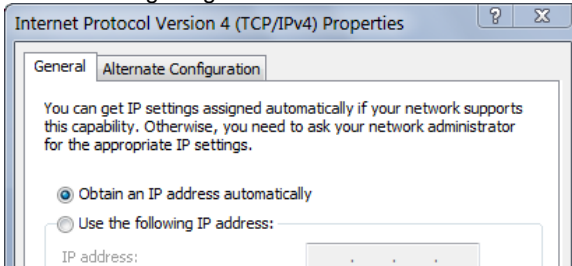 Internet Protocol Version 4 (TCP/IPv4) Properties
General
Alternate Configuration
You can get IP settings assigned automatically if your network supports
this capability. Otherwise, you need to ask your network administrator
for the appropriate IP settings.
Obtain an IP address automatically
Use the following IP address:
IP address: